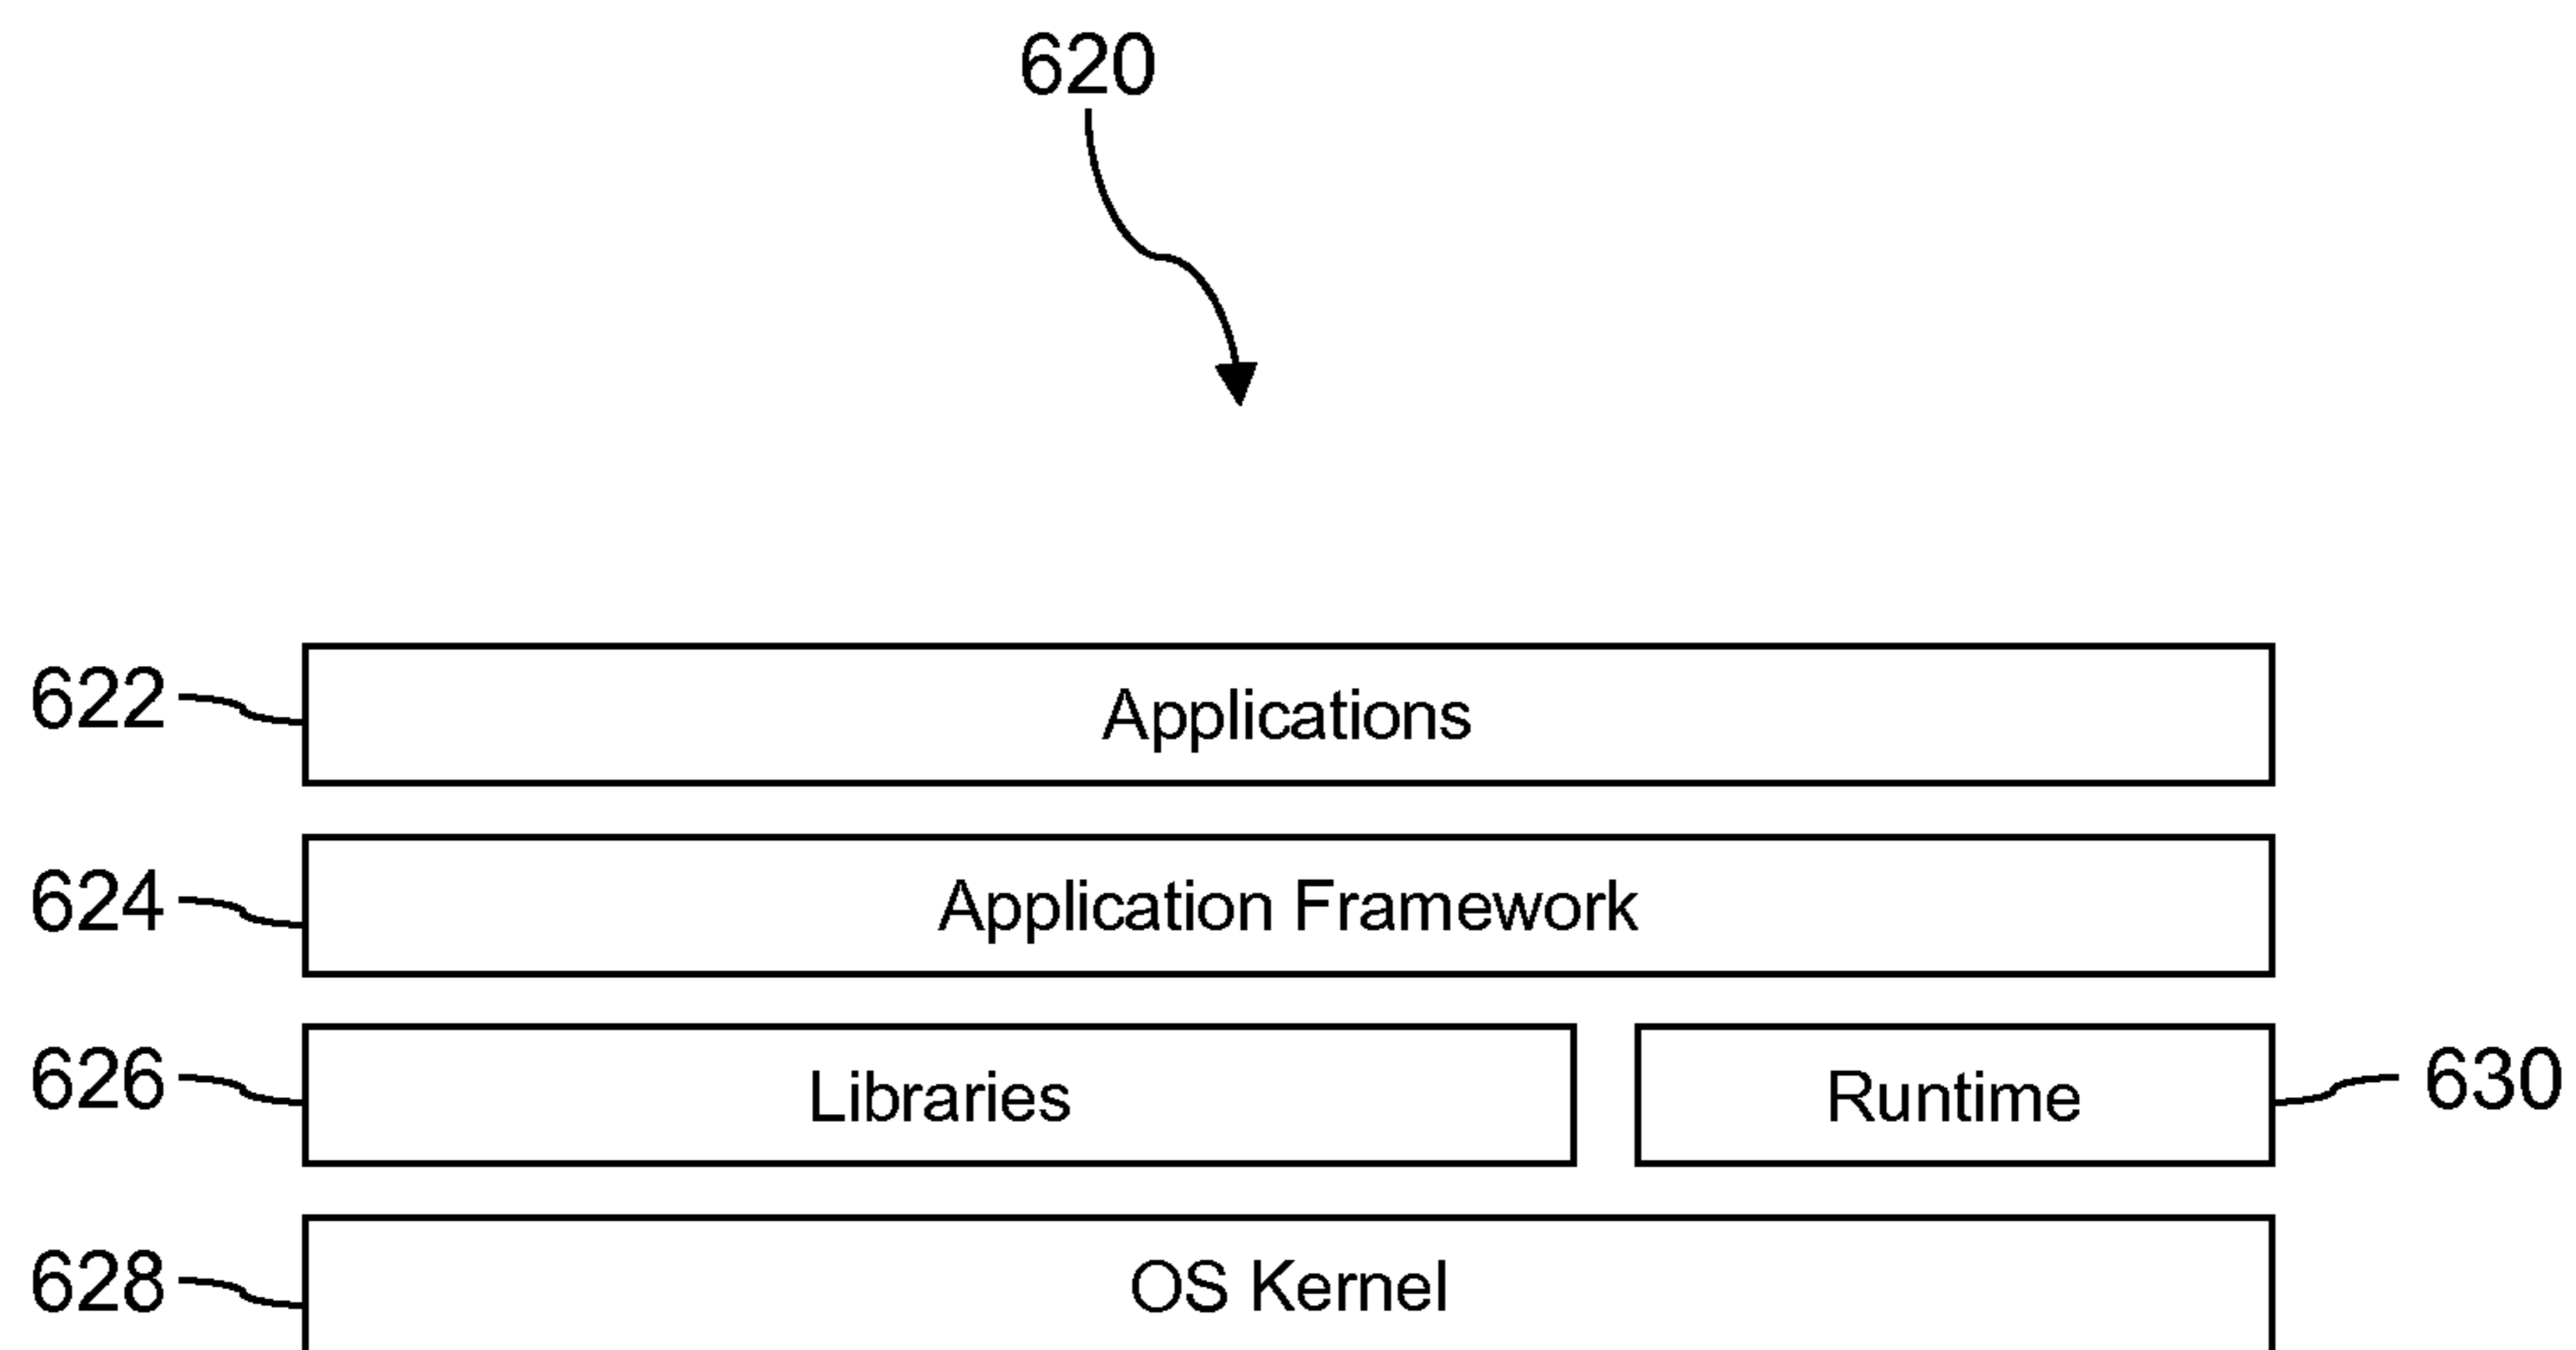 620
622 Applications
624 Application Framework
626 Libraries Runtime 630
628 OS Kernel